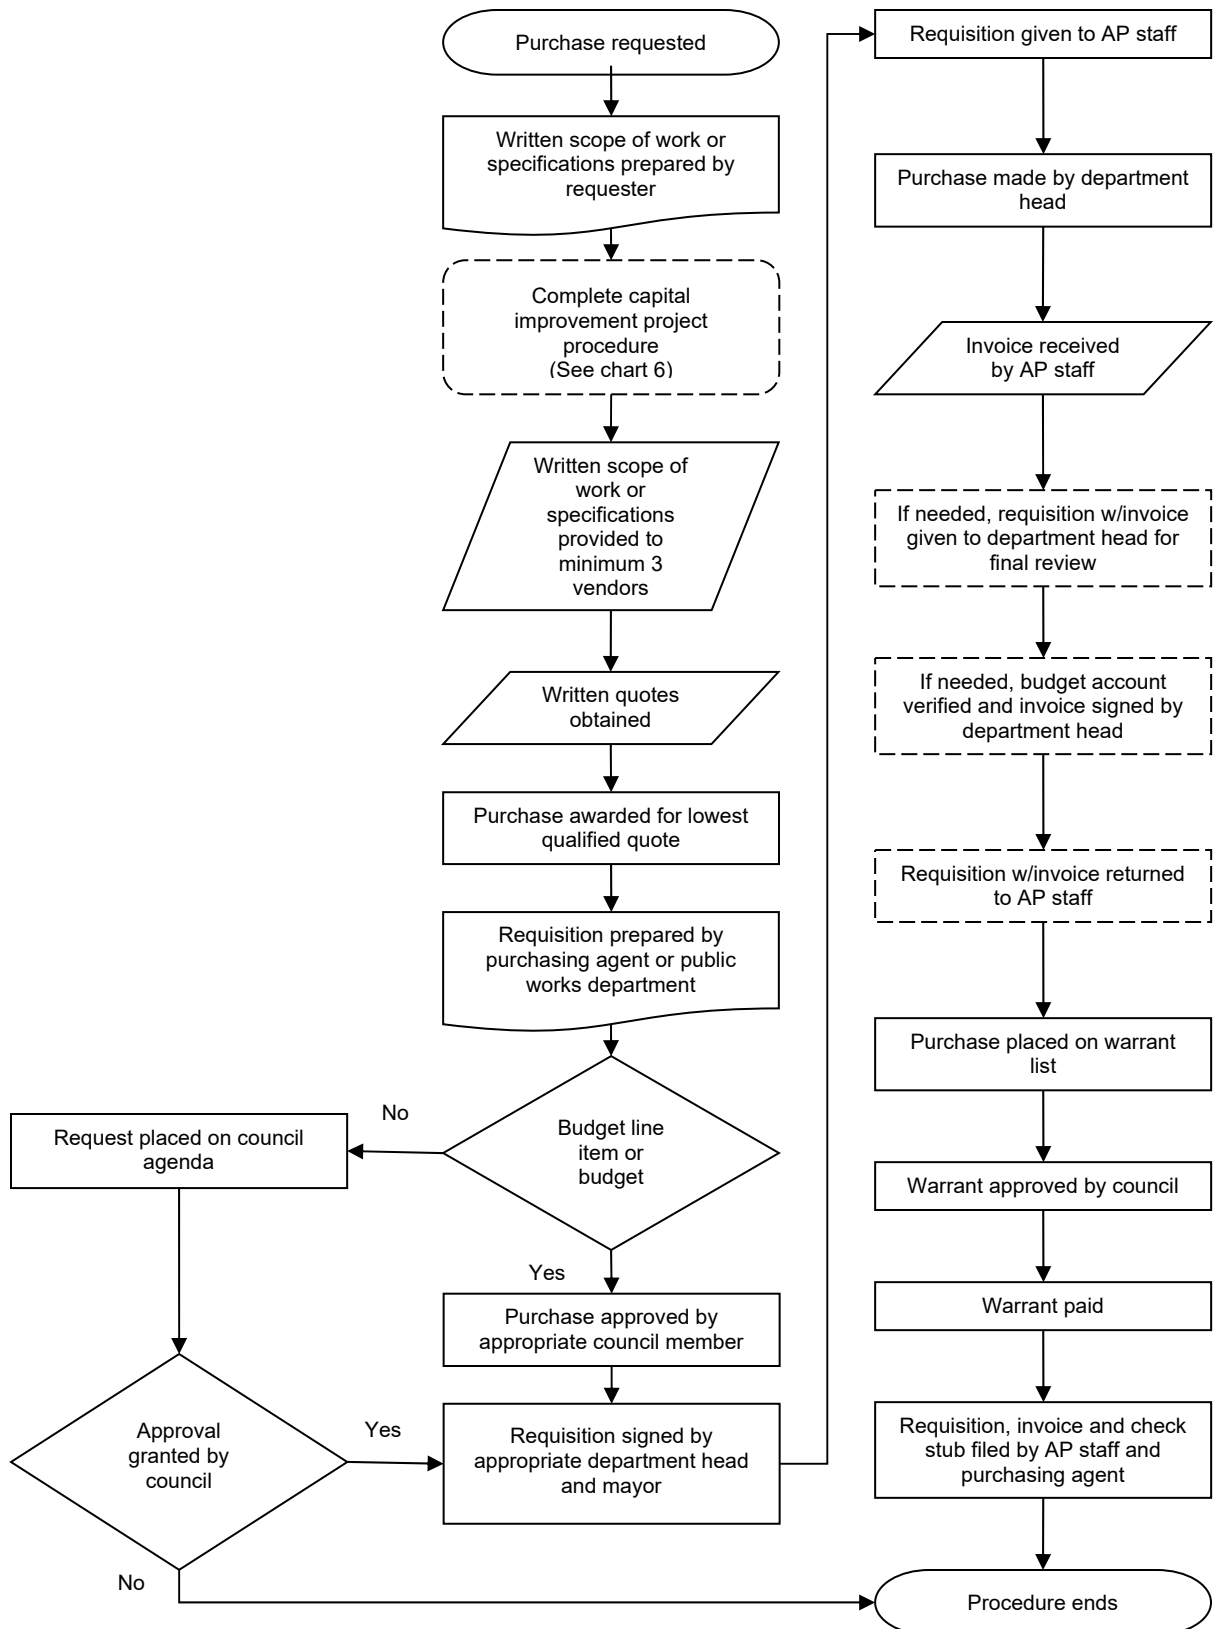 Purchase requested
Written scope of work or
specifications prepared by
requester
Complete capital
improvement project
procedure
(See chart 6)
Written scope of
work or
specifications
provided to
minimum 3
vendors
Written quotes
obtained
Purchase awarded for lowest
qualified quote
Requisition prepared by
purchasing agent or public
works department
Budget line
item or
budget
No
Request placed on council
agenda
Yes
Purchase approved by
appropriate council member
Approval
granted by
council
Yes
Requisition signed by
appropriate department head
and mayor
No
Requisition given to AP staff
Purchase made by department
head
Invoice received
by AP staff
If needed, requisition w/invoice
given to department head for
final review
If needed, budget account
verified and invoice signed by
department head
Requisition w/invoice returned
to AP staff
Purchase placed on warrant
list
Warrant approved by council
Warrant paid
Requisition, invoice and check
stub filed by AP staff and
purchasing agent
Procedure ends